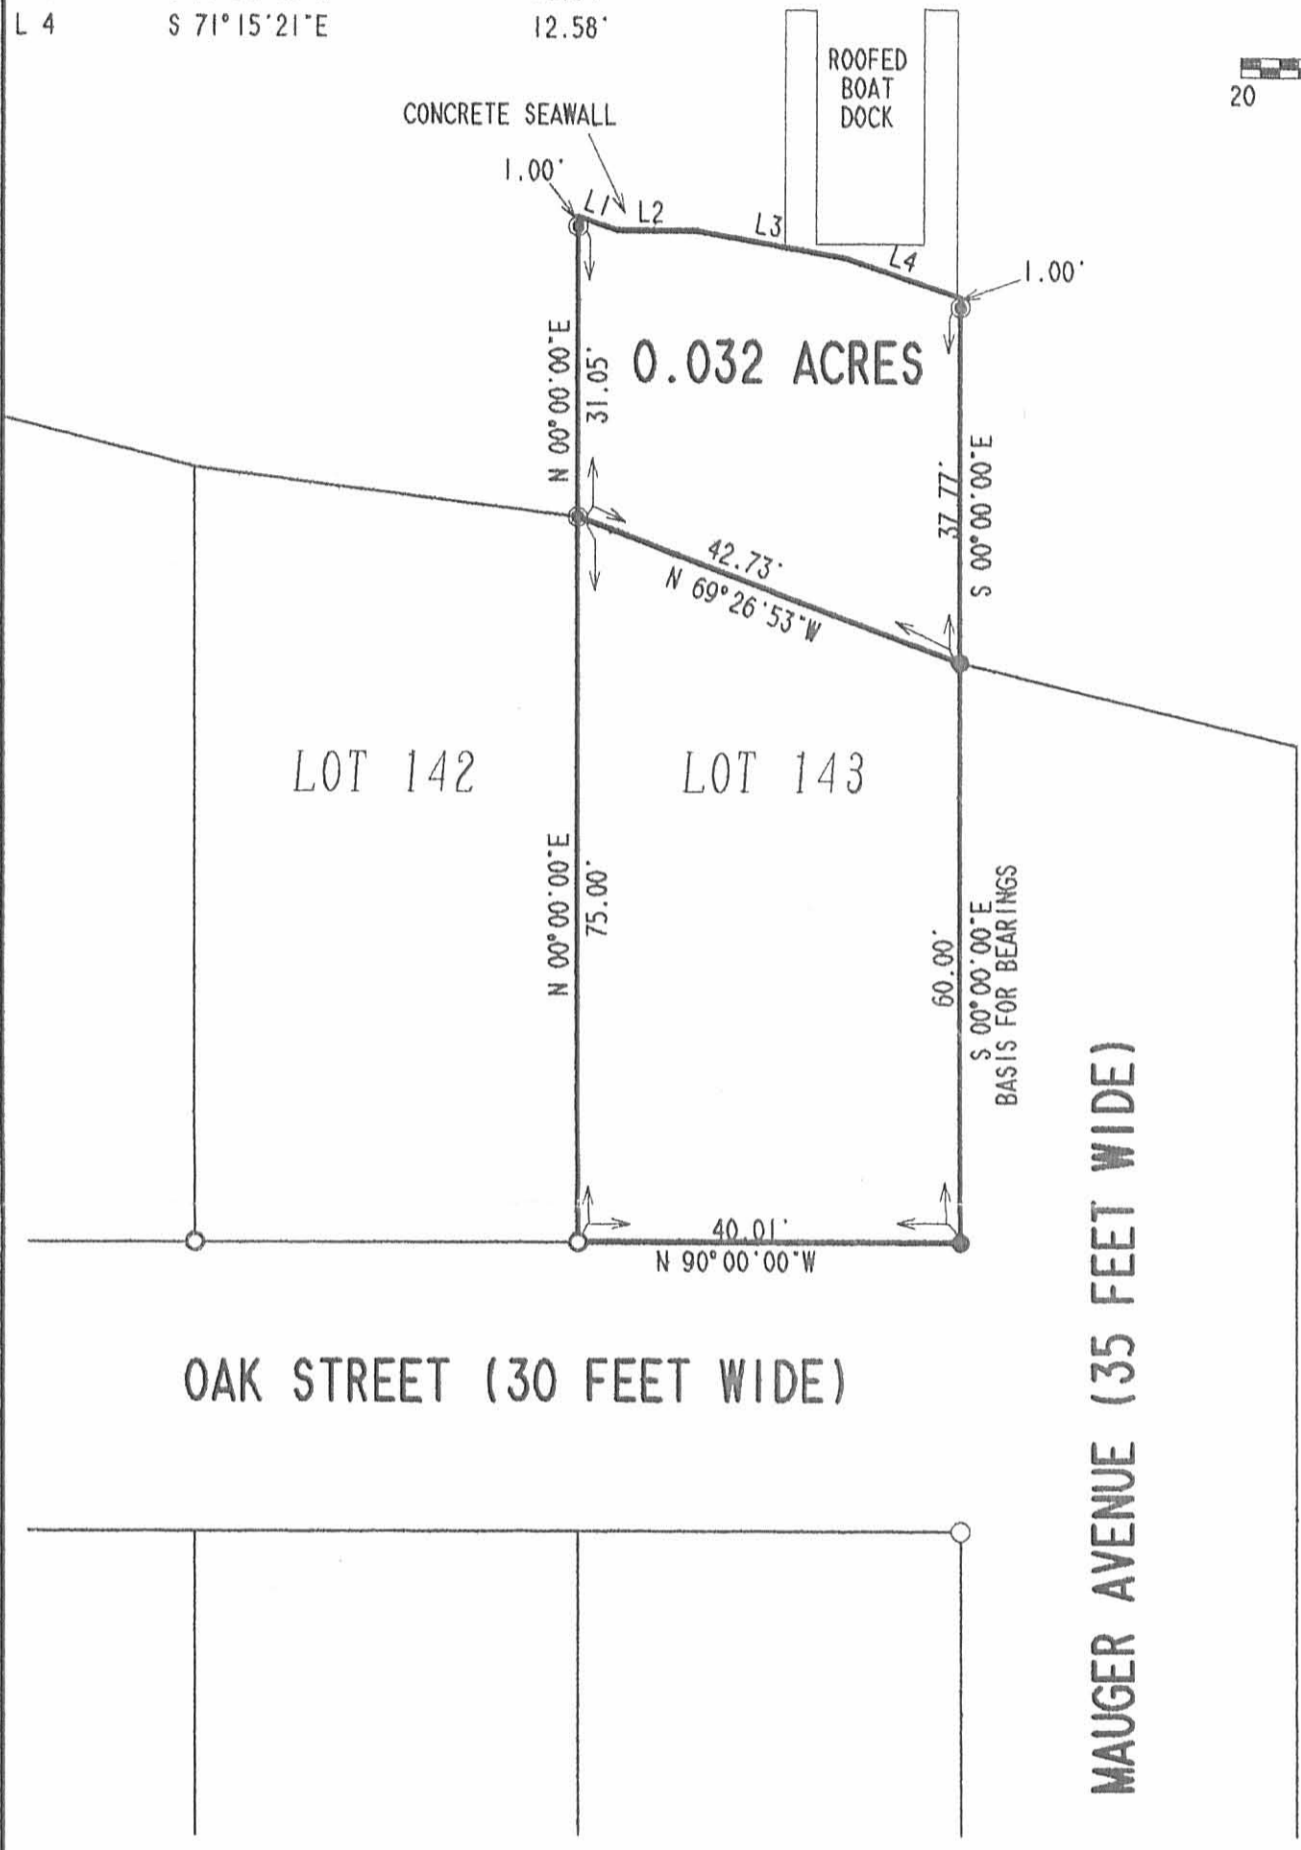 L 4 S 71°15'21"E 12.58'
ROOFED
BOAT
DOCK
20
CONCRETE SEAWALL
1.00'
L1
L2
L3
L4
1.00'
0.032 ACRES
N 00°00'00"E
31.05'
37.77'
S 00°00'00"E
42.73'
N 69°26'53"W
LOT 142
LOT 143
N 00°00'00"E
75.00'
60.00'
S 00°00'00"E
BASIS FOR BEARINGS
40.01'
N 90°00'00"W
OAK STREET (30 FEET WIDE)
MAUGER AVENUE (35 FEET WIDE)